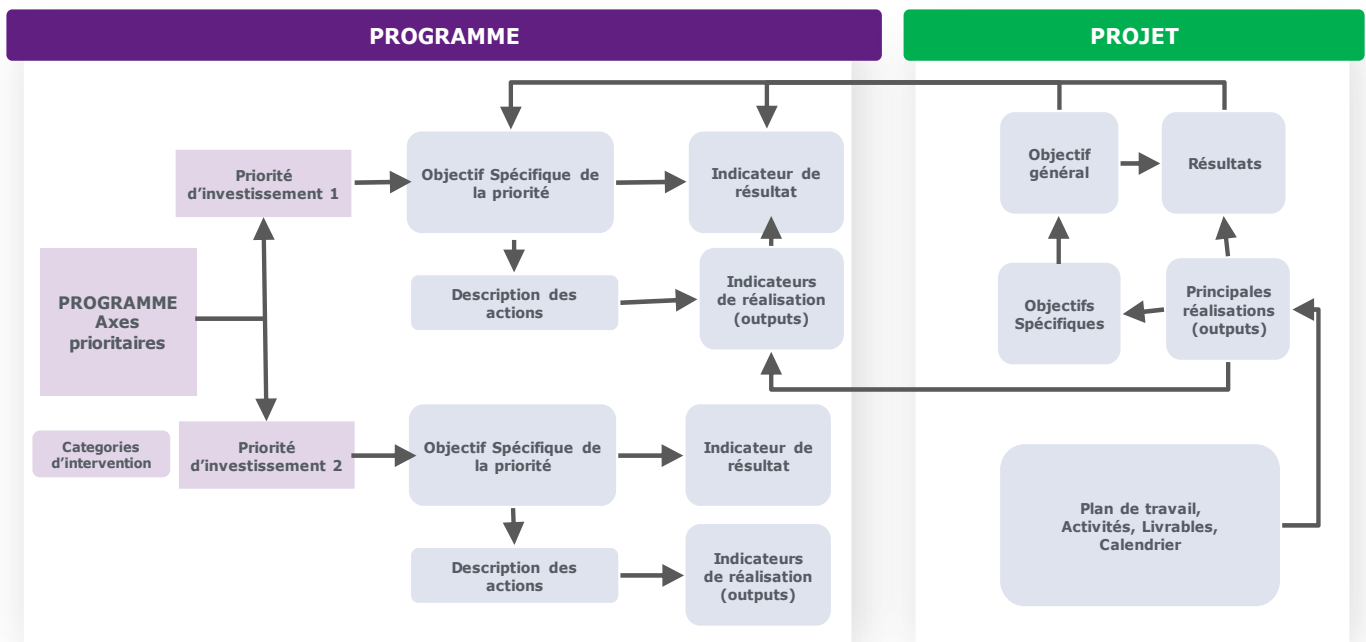 PROGRAMME
PROJET
Priorité
d'investissement 1
Objectif Spécifique de
la priorité
Indicateur de
résultat
Objectif
général
Résultats
PROGRAMME
Axes
prioritaires
Description des
actions
Indicateurs
de réalisation
(outputs)
Objectifs
Spécifiques
Principales
réalisations
(outputs)
Categories
d'intervention
Priorité
d'investissement 2
Objectif Spécifique de
la priorité
Indicateur de
résultat
Description des
actions
Indicateurs
de réalisation
(outputs)
Plan de travail,
Activités, Livrables,
Calendrier